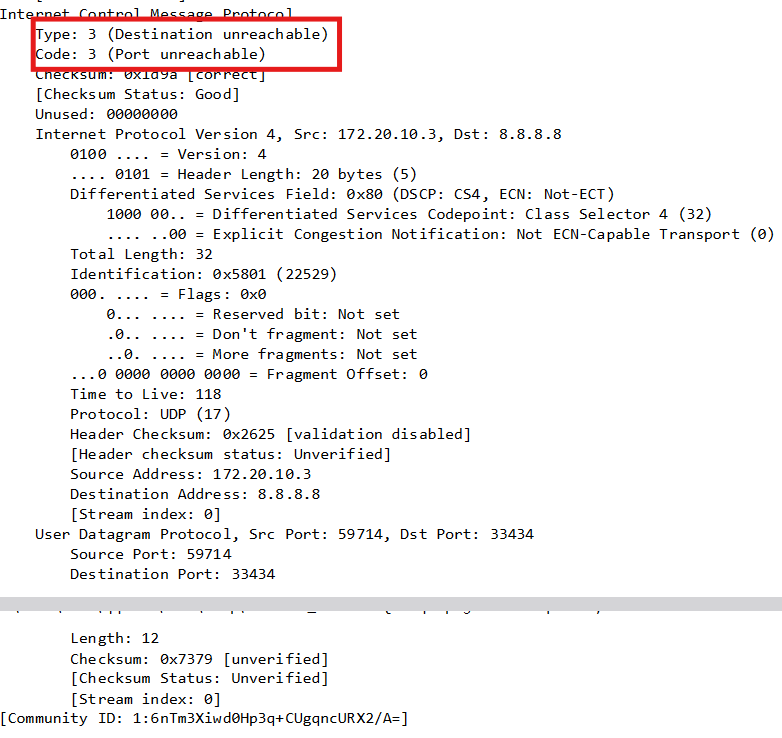 Internet Control Message Protocol
Type: 3 (Destination unreachable)
Code: 3 (Port unreachable)
Checksum: 0x1d9a [correct]
[Checksum Status: Good]
Unused: 00000000
Internet Protocol Version 4, Src: 172.20.10.3, Dst: 8.8.8.8
0100 .... = Version: 4
.... 0101 = Header Length: 20 bytes (5)
Differentiated Services Field: 0x80 (DSCP: CS4, ECN: Not-ECT)
1000 00.. = Differentiated Services Codepoint: Class Selector 4 (32)
.... ..00 = Explicit Congestion Notification: Not ECN-Capable Transport (0)
Total Length: 32
Identification: 0x5801 (22529)
000. .... = Flags: 0x0
0... .... = Reserved bit: Not set
.0.. .... = Don't fragment: Not set
..0. .... = More fragments: Not set
...0 0000 0000 0000 = Fragment Offset: 0
Time to Live: 118
Protocol: UDP (17)
Header Checksum: 0x2625 [validation disabled]
[Header checksum status: Unverified]
Source Address: 172.20.10.3
Destination Address: 8.8.8.8
[Stream index: 0]
User Datagram Protocol, Src Port: 59714, Dst Port: 33434
Source Port: 59714
Destination Port: 33434
Length: 12
Checksum: 0x7379 [unverified]
[Checksum Status: Unverified]
[Stream index: 0]
[Community ID: 1:6nTm3Xiwd0Hp3q+CUgqncURX2/A=]